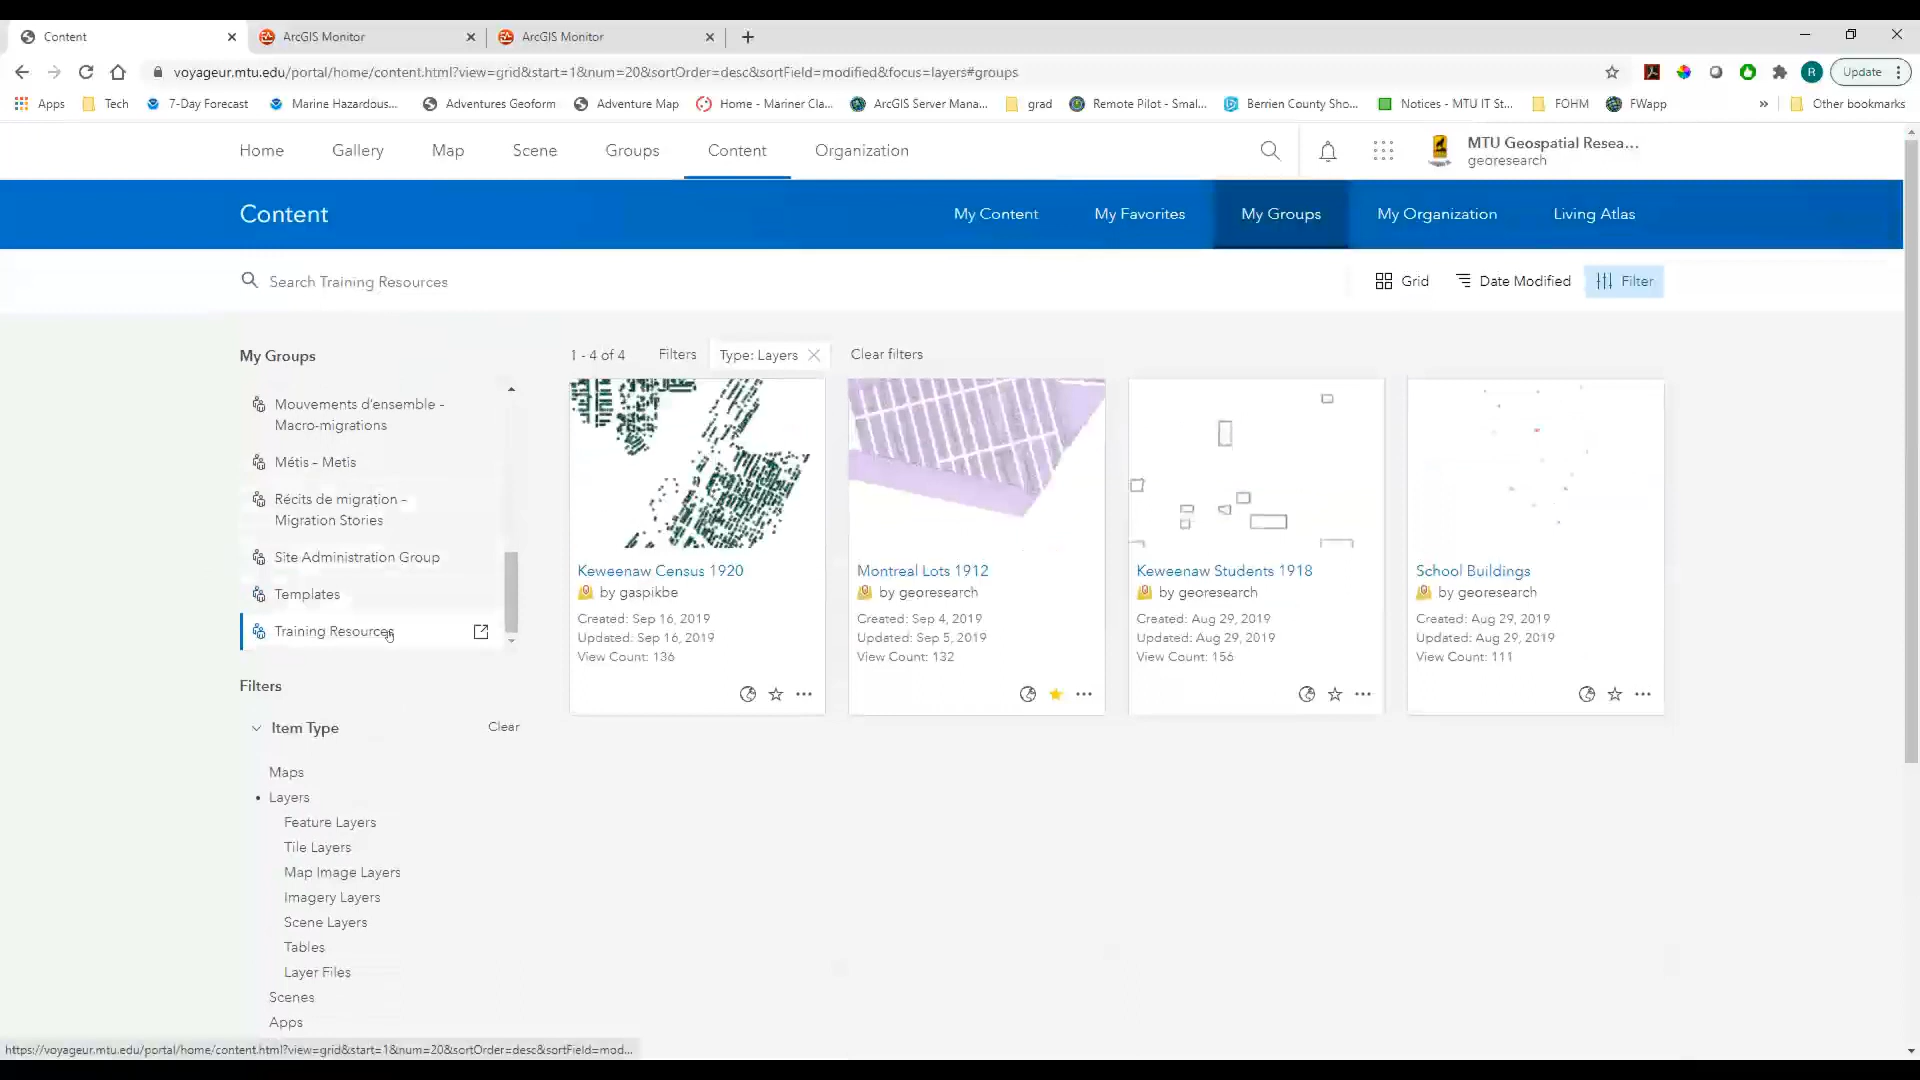 Content
ArcGIS Monitor
ArcGIS Monitor
voyageur.mtu.edu/portal/home/content.html?view=grid&start=1&num=20&sortOrder=desc&sortField=modified&focus=layers#groups
R
Update
Apps
Tech
7-Day Forecast
Marine Hazardous...
Adventures Geoform
Adventure Map
Home - Mariner Cla...
ArcGIS Server Mana...
grad
Remote Pilot - Smal...
Berrien County Sho...
Notices - MTU IT St...
FOHM
FWapp
»
Other bookmarks
Home
Gallery
Map
Scene
Groups
Content
Organization
MTU Geospatial Resea...
georesearch
Content
My Content
My Favorites
My Groups
My Organization
Living Atlas
Search Training Resources
Grid
Date Modified
Filter
My Groups
Mouvements d'ensemble -
Macro-migrations
Métis – Metis
Récits de migration –
Migration Stories
Site Administration Group
Templates
Training Resources
Filters
Item Type
Clear
Maps
Layers
Feature Layers
Tile Layers
Map Image Layers
Imagery Layers
Scene Layers
Tables
Layer Files
Scenes
Apps
1 - 4 of 4
Filters
Type: Layers
Clear filters
Keweenaw Census 1920
by gaspikbe
Created: Sep 16, 2019
Updated: Sep 16, 2019
View Count: 136
Montreal Lots 1912
by georesearch
Created: Sep 4, 2019
Updated: Sep 5, 2019
View Count: 132
Keweenaw Students 1918
by georesearch
Created: Aug 29, 2019
Updated: Aug 29, 2019
View Count: 156
School Buildings
by georesearch
Created: Aug 29, 2019
Updated: Aug 29, 2019
View Count: 111
https://voyageur.mtu.edu/portal/home/content.html?view=grid&start=1&num=20&sortOrder=desc&sortField=mod...